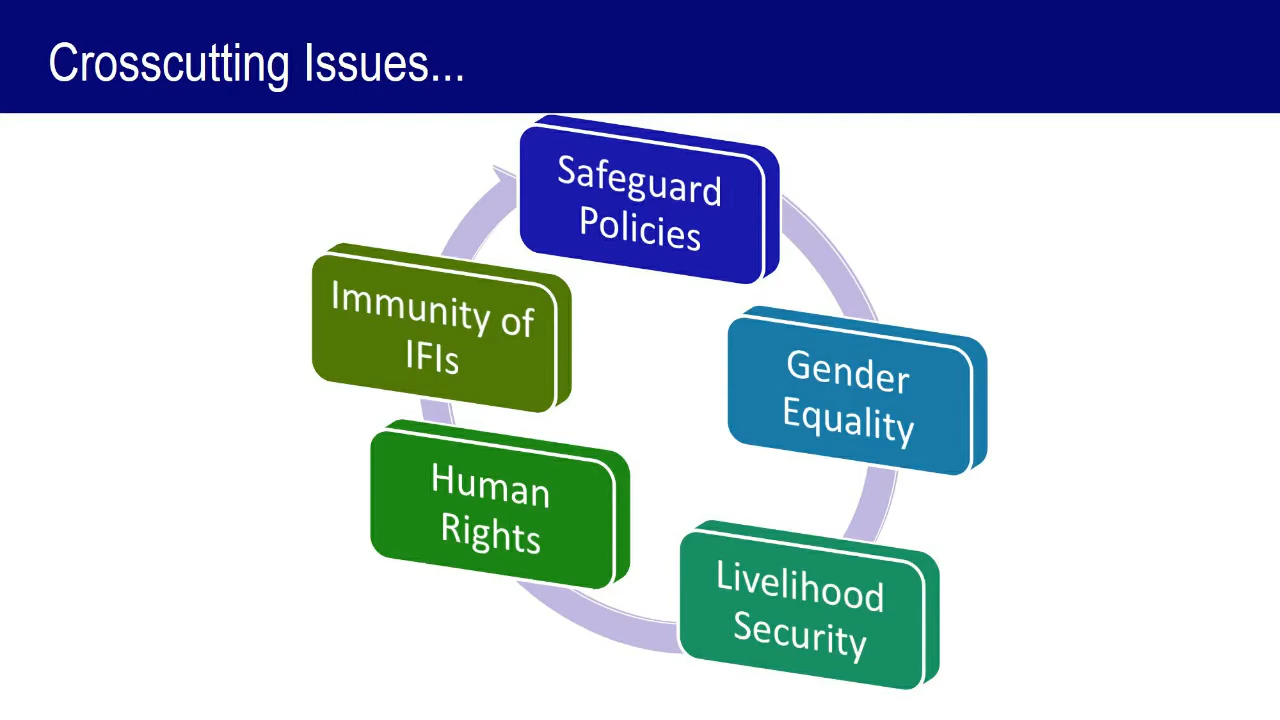 Crosscutting Issues...
Safeguard
Policies
Gender
Equality
Livelihood
Security
Human
Rights
Immunity of
IFIs